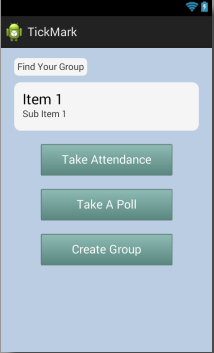 TickMark
Find Your Group
Item 1
Sub Item 1
Take Attendance
Take A Poll
Create Group